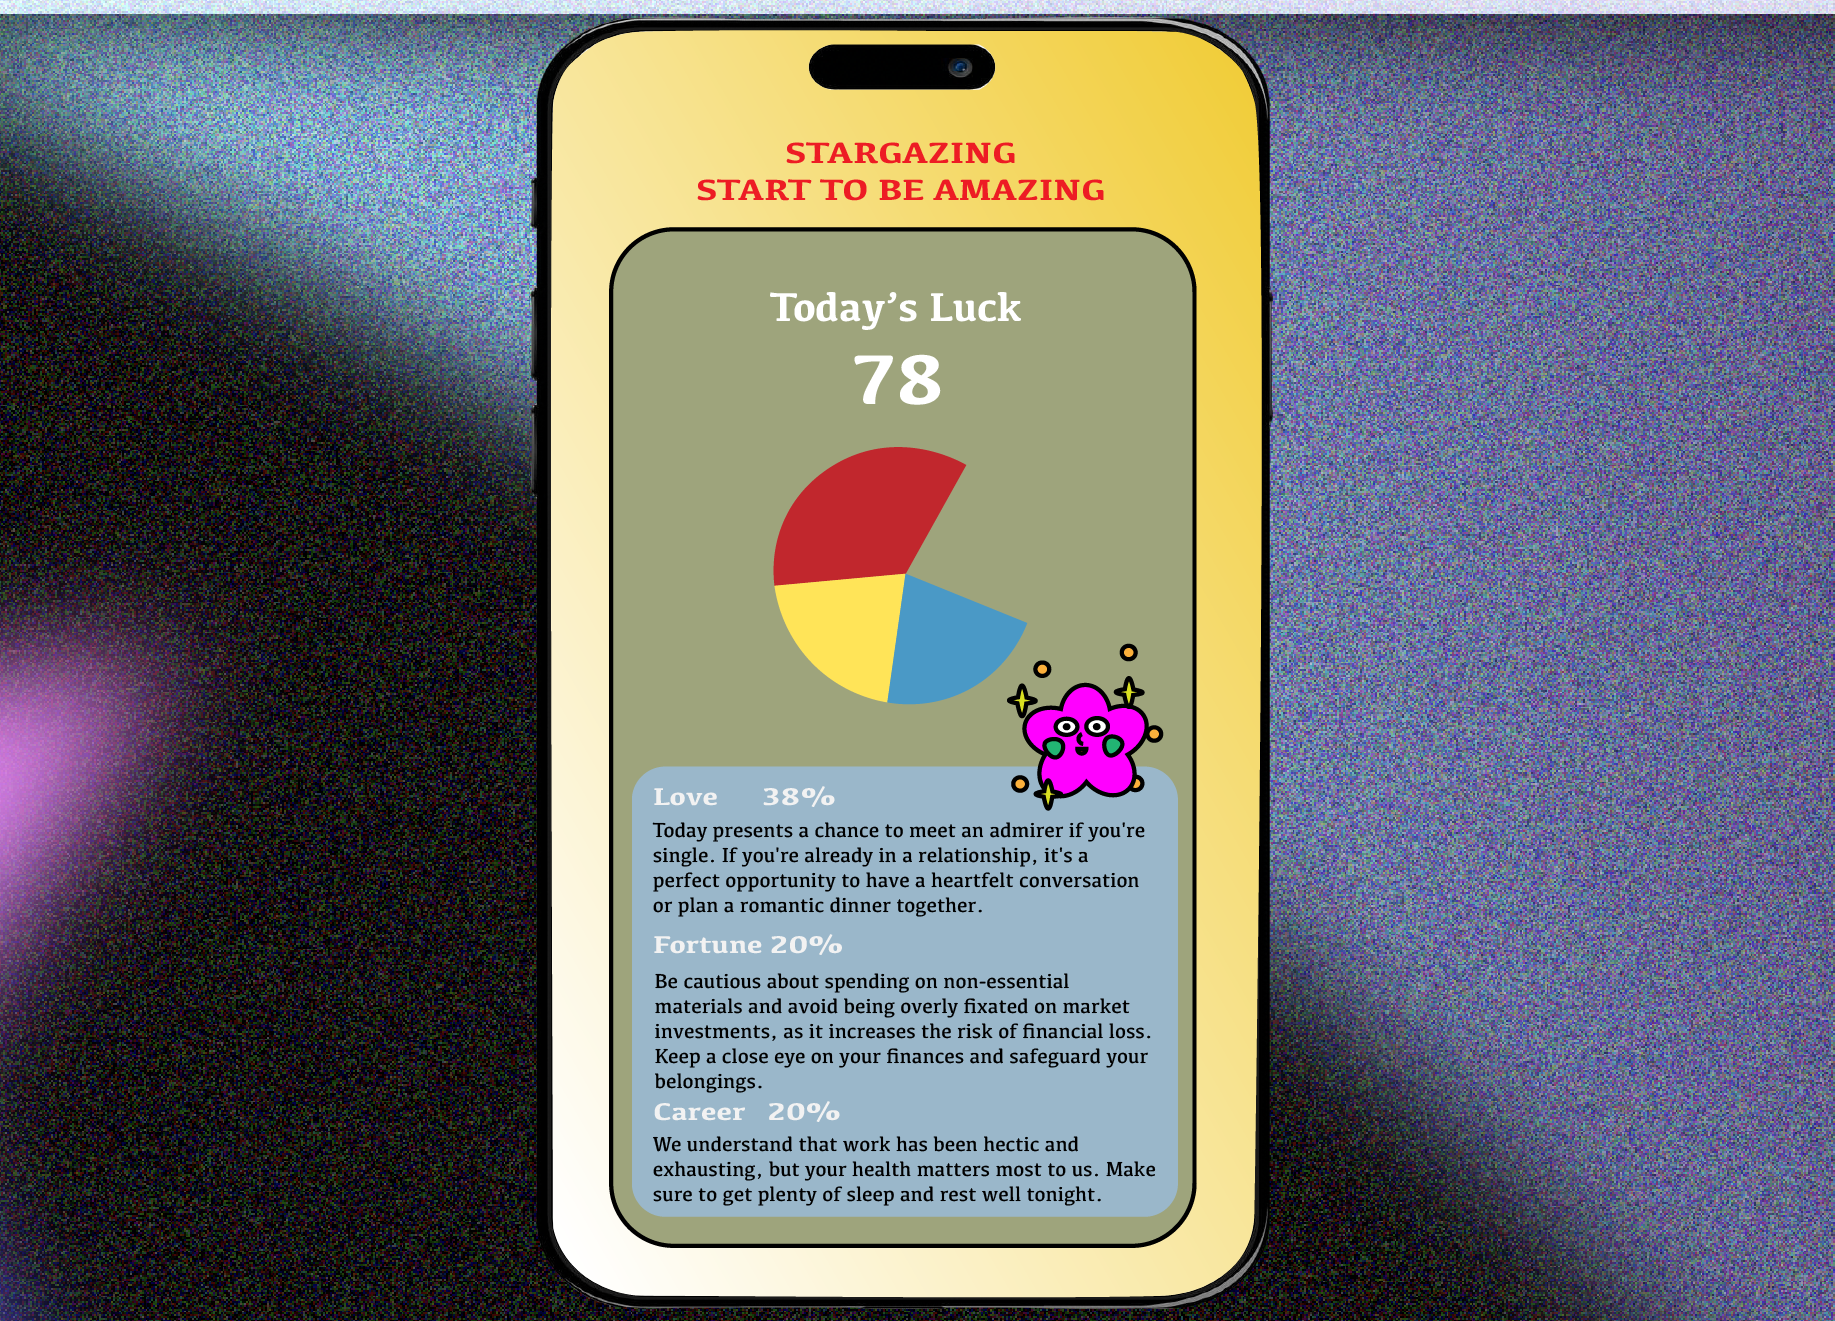 STARGAZING
START TO BE AMAZING
Today’s Luck
78
Love 38%
Today presents a chance to meet an admirer if you're
single. If you're already in a relationship, it's a
perfect opportunity to have a heartfelt conversation
or plan a romantic dinner together.
Fortune 20%
Be cautious about spending on non-essential
materials and avoid being overly fixated on market
investments, as it increases the risk of financial loss.
Keep a close eye on your finances and safeguard your
belongings.
Career 20%
We understand that work has been hectic and
exhausting, but your health matters most to us. Make
sure to get plenty of sleep and rest well tonight.